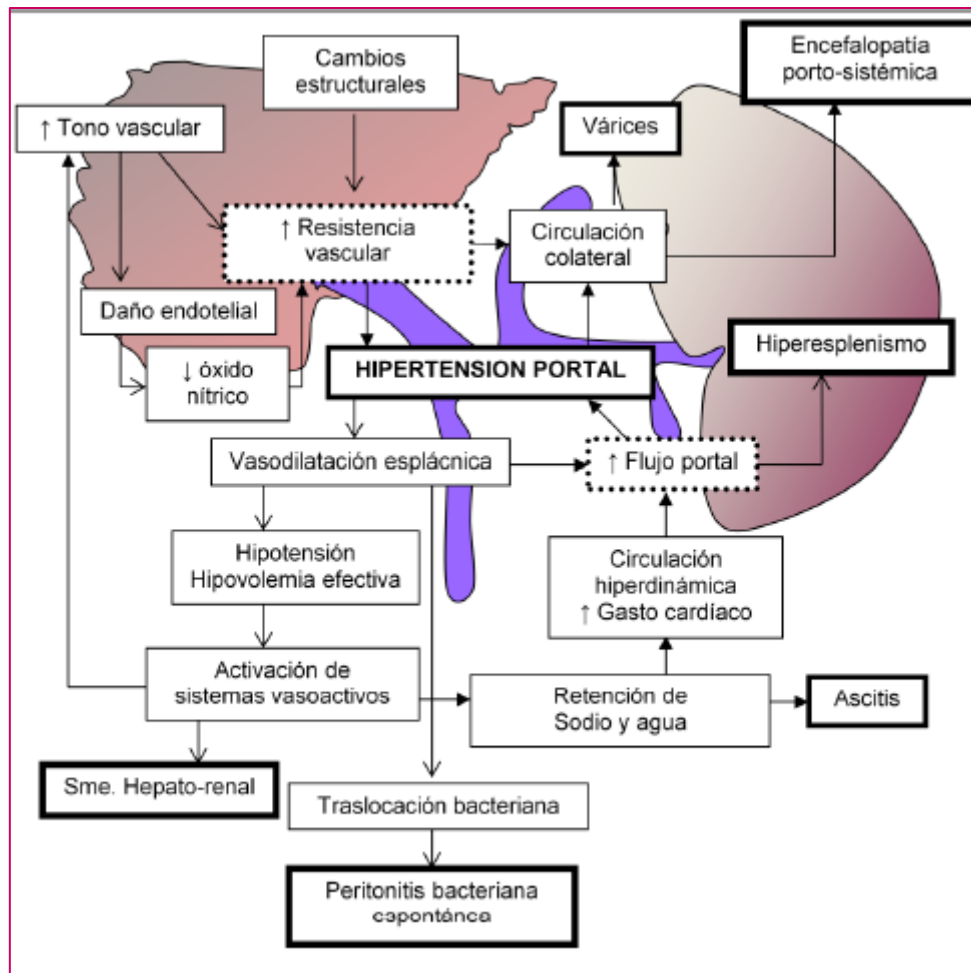 Cambios
estructurales
Encefalopatía
porto-sistémica
↑ Tono vascular
Várices
↑ Resistencia
vascular
Circulación
colateral
Daño endotelial
Hiperesplenismo
↓ óxido
nítrico
HIPERTENSION PORTAL
Vasodilatación esplácnica
↑ Flujo portal
Hipotensión
Hipovolemia efectiva
Circulación
hiperdinámica
↑ Gasto cardíaco
Activación de
sistemas vasoactivos
Retención de
Sodio y agua
Ascitis
Sme. Hepato-renal
Traslocación bacteriana
Peritonitis bacteriana
espontánea